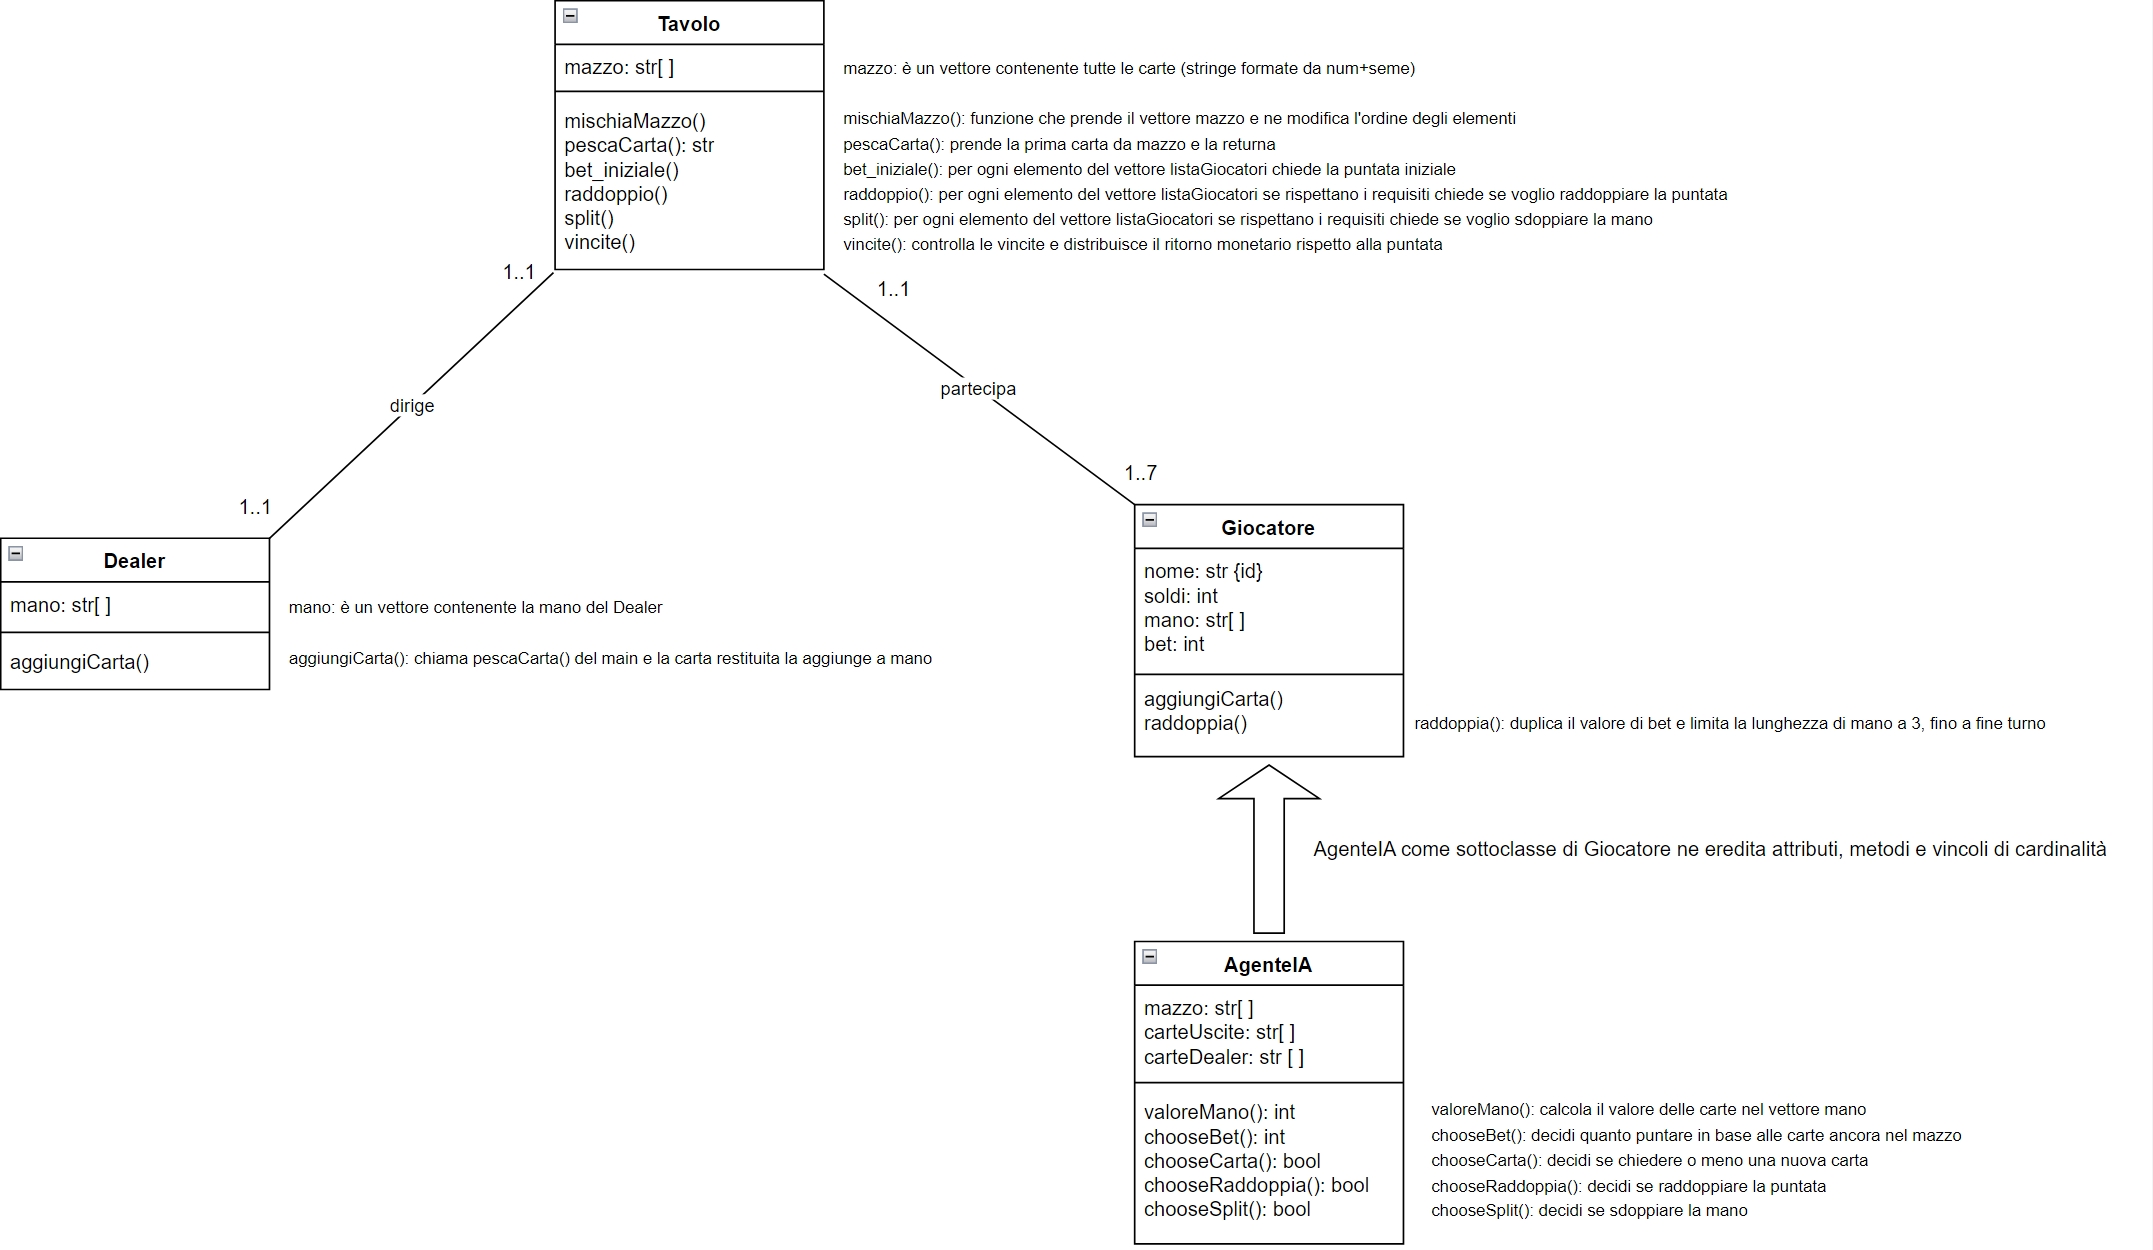 Tavolo
mazzo: str[ ]
mazzo: è un vettore contenente tutte le carte (stringe formate da num+seme)
mischiaMazzo()
pescaCarta(): str
bet_iniziale()
raddoppio()
split()
vincite()
mischiaMazzo(): funzione che prende il vettore mazzo e ne modifica l'ordine degli elementi
pescaCarta(): prende la prima carta da mazzo e la returna
bet_iniziale(): per ogni elemento del vettore listaGiocatori chiede la puntata iniziale
raddoppio(): per ogni elemento del vettore listaGiocatori se rispettano i requisiti chiede se voglio raddoppiare la puntata
split(): per ogni elemento del vettore listaGiocatori se rispettano i requisiti chiede se voglio sdoppiare la mano
vincite(): controlla le vincite e distribuisce il ritorno monetario rispetto alla puntata
1..1
1..1
dirige
partecipa
1..1
1..7
Dealer
mano: str[ ]
mano: è un vettore contenente la mano del Dealer
aggiungiCarta()
aggiungiCarta(): chiama pescaCarta() del main e la carta restituita la aggiunge a mano
Giocatore
nome: str {id}
soldi: int
mano: str[ ]
bet: int
aggiungiCarta()
raddoppia()
raddoppia(): duplica il valore di bet e limita la lunghezza di mano a 3, fino a fine turno
AgenteIA come sottoclasse di Giocatore ne eredita attributi, metodi e vincoli di cardinalità
AgenteIA
mazzo: str[ ]
carteUscite: str[ ]
carteDealer: str [ ]
valoreMano(): int
chooseBet(): int
chooseCarta(): bool
chooseRaddoppia(): bool
chooseSplit(): bool
valoreMano(): calcola il valore delle carte nel vettore mano
chooseBet(): decidi quanto puntare in base alle carte ancora nel mazzo
chooseCarta(): decidi se chiedere o meno una nuova carta
chooseRaddoppia(): decidi se raddoppiare la puntata
chooseSplit(): decidi se sdoppiare la mano